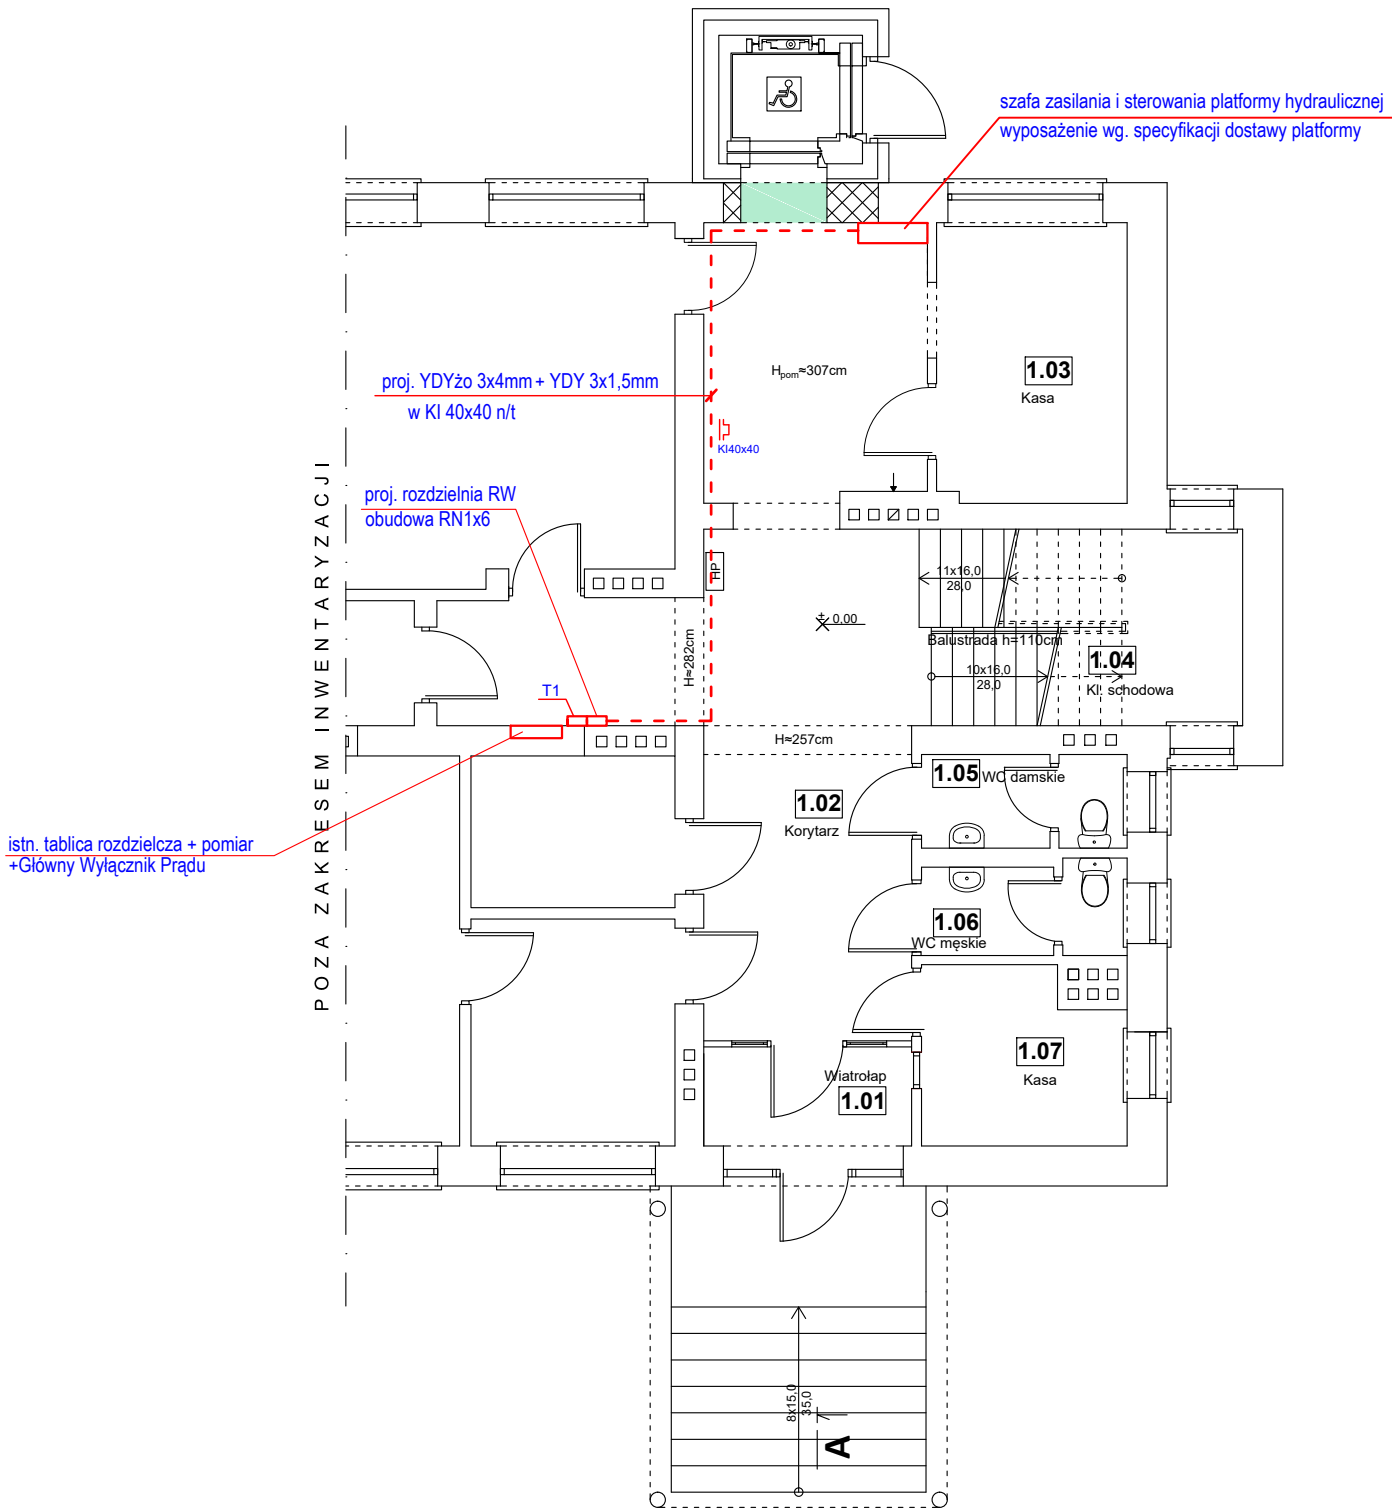 szafa zasilania i sterowania platformy hydraulicznej
wyposażenie wg. specyfikacji dostawy platformy
H pom≈307cm
1.03
Kasa
proj. YDYżo 3x4mm + YDY 3x1,5mm
w KI 40x40 n/t
KI40x40
proj. rozdzielnia RW
obudowa RN1x6
POZA ZAKRESEM INWENTARYZACJI
HP
11x16,0
28,0
± 0,00
Balustrada h=110cm
1.04
Kl. schodowa
10x16,0
28,0
H≈282cm
T1
H≈257cm
1.05
WC damskie
1.02
Korytarz
istn. tablica rozdzielcza + pomiar
+Główny Wyłącznik Prądu
1.06
WC męskie
1.07
Kasa
Wiatrołap
1.01
8x15,0
35,0
A